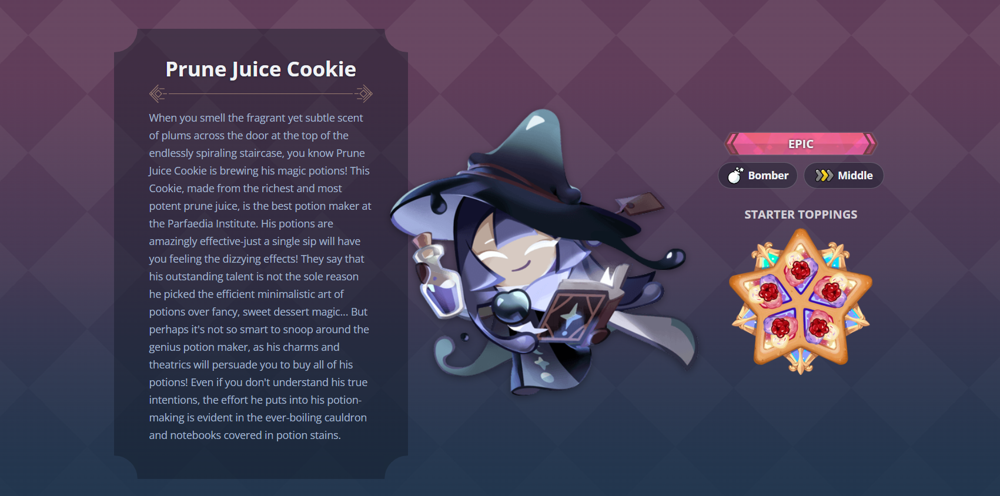 Prune Juice Cookie
When you smell the fragrant yet subtle scent
of plums across the door at the top of the
endlessly spiraling staircase, you know Prune
Juice Cookie is brewing his magic potions! This
Cookie, made from the richest and most
potent prune juice, is the best potion maker at
the Parfaedia Institute. His potions are
amazingly effective-just a single sip will have
you feeling the dizzying effects! They say that
his outstanding talent is not the sole reason
he picked the efficient minimalistic art of
potions over fancy, sweet dessert magic... But
perhaps it's not so smart to snoop around the
genius potion maker, as his charms and
theatrics will persuade you to buy all of his
potions! Even if you don't understand his true
intentions, the effort he puts into his potion-
making is evident in the ever-boiling cauldron
and notebooks covered in potion stains.
EPIC
Bomber
Middle
STARTER TOPPINGS